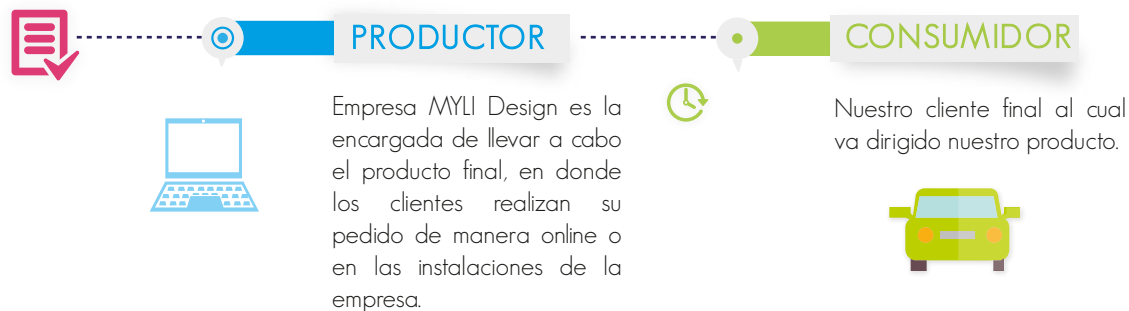 PRODUCTOR
Empresa MYLI Design es la
encargada de llevar a cabo
el producto final, en donde
los clientes realizan su
pedido de manera online o
en las instalaciones de la
empresa.
CONSUMIDOR
Nuestro cliente final al cual
va dirigido nuestro producto.